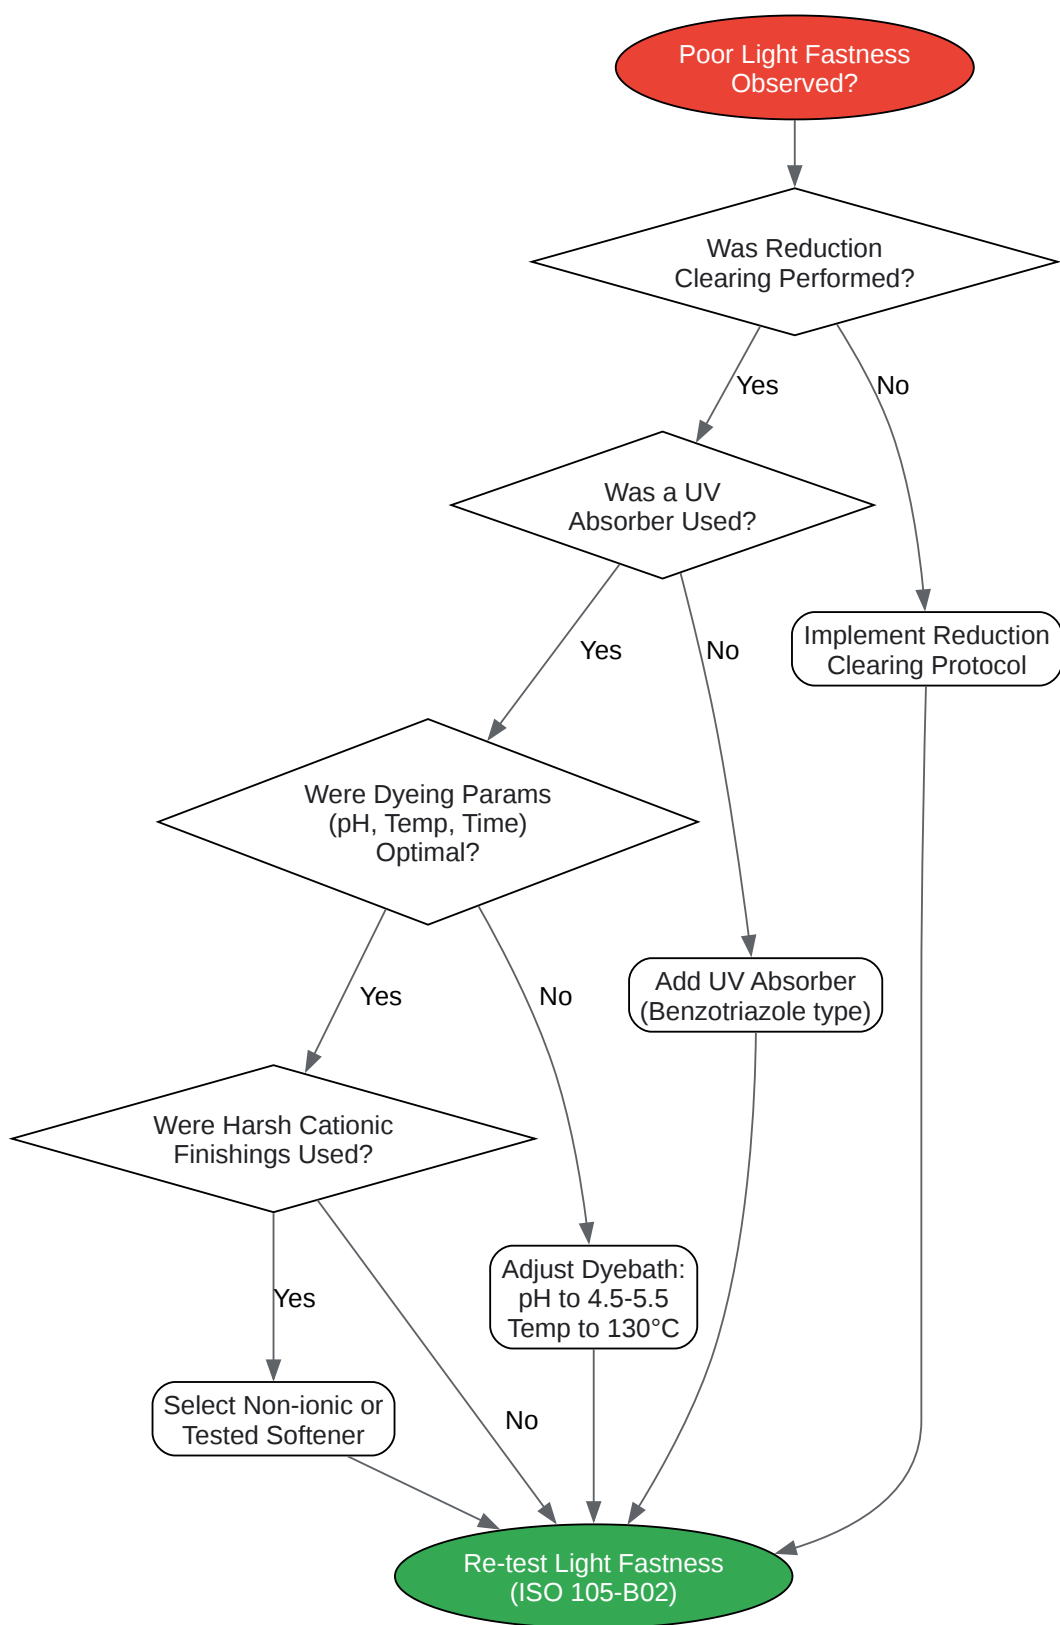 Poor Light Fastness
Observed?
Was Reduction
Clearing Performed?
Yes
No
Was a UV
Absorber Used?
Implement Reduction
Clearing Protocol
Yes
No
Were Dyeing Params
(pH, Temp, Time)
Optimal?
Add UV Absorber
(Benzotriazole type)
Yes
No
Were Harsh Cationic
Finishings Used?
Adjust Dyebath:
pH to 4.5-5.5
Temp to 130°C
Yes
Select Non-ionic or
Tested Softener
No
Re-test Light Fastness
(ISO 105-B02)